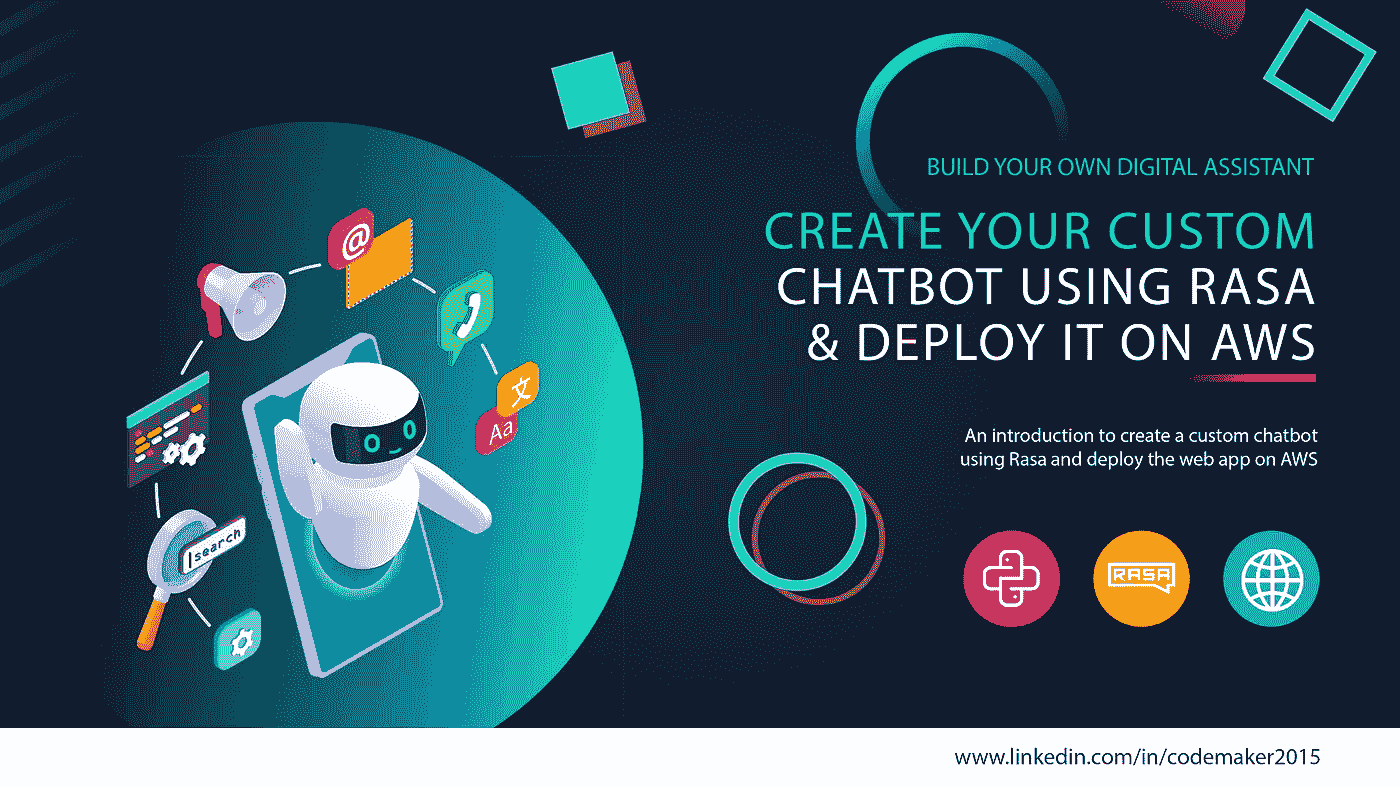 BUILD YOUR OWN DIGITAL ASSISTANT
CREATE YOUR CUSTOM
CHATBOT USING RASA
& DEPLOY IT ON AWS
An introduction to create a custom chatbot
using Rasa and deploy the web app on AWS
@
文
Aa
search
RASA
www.linkedin.com/in/codemaker2015